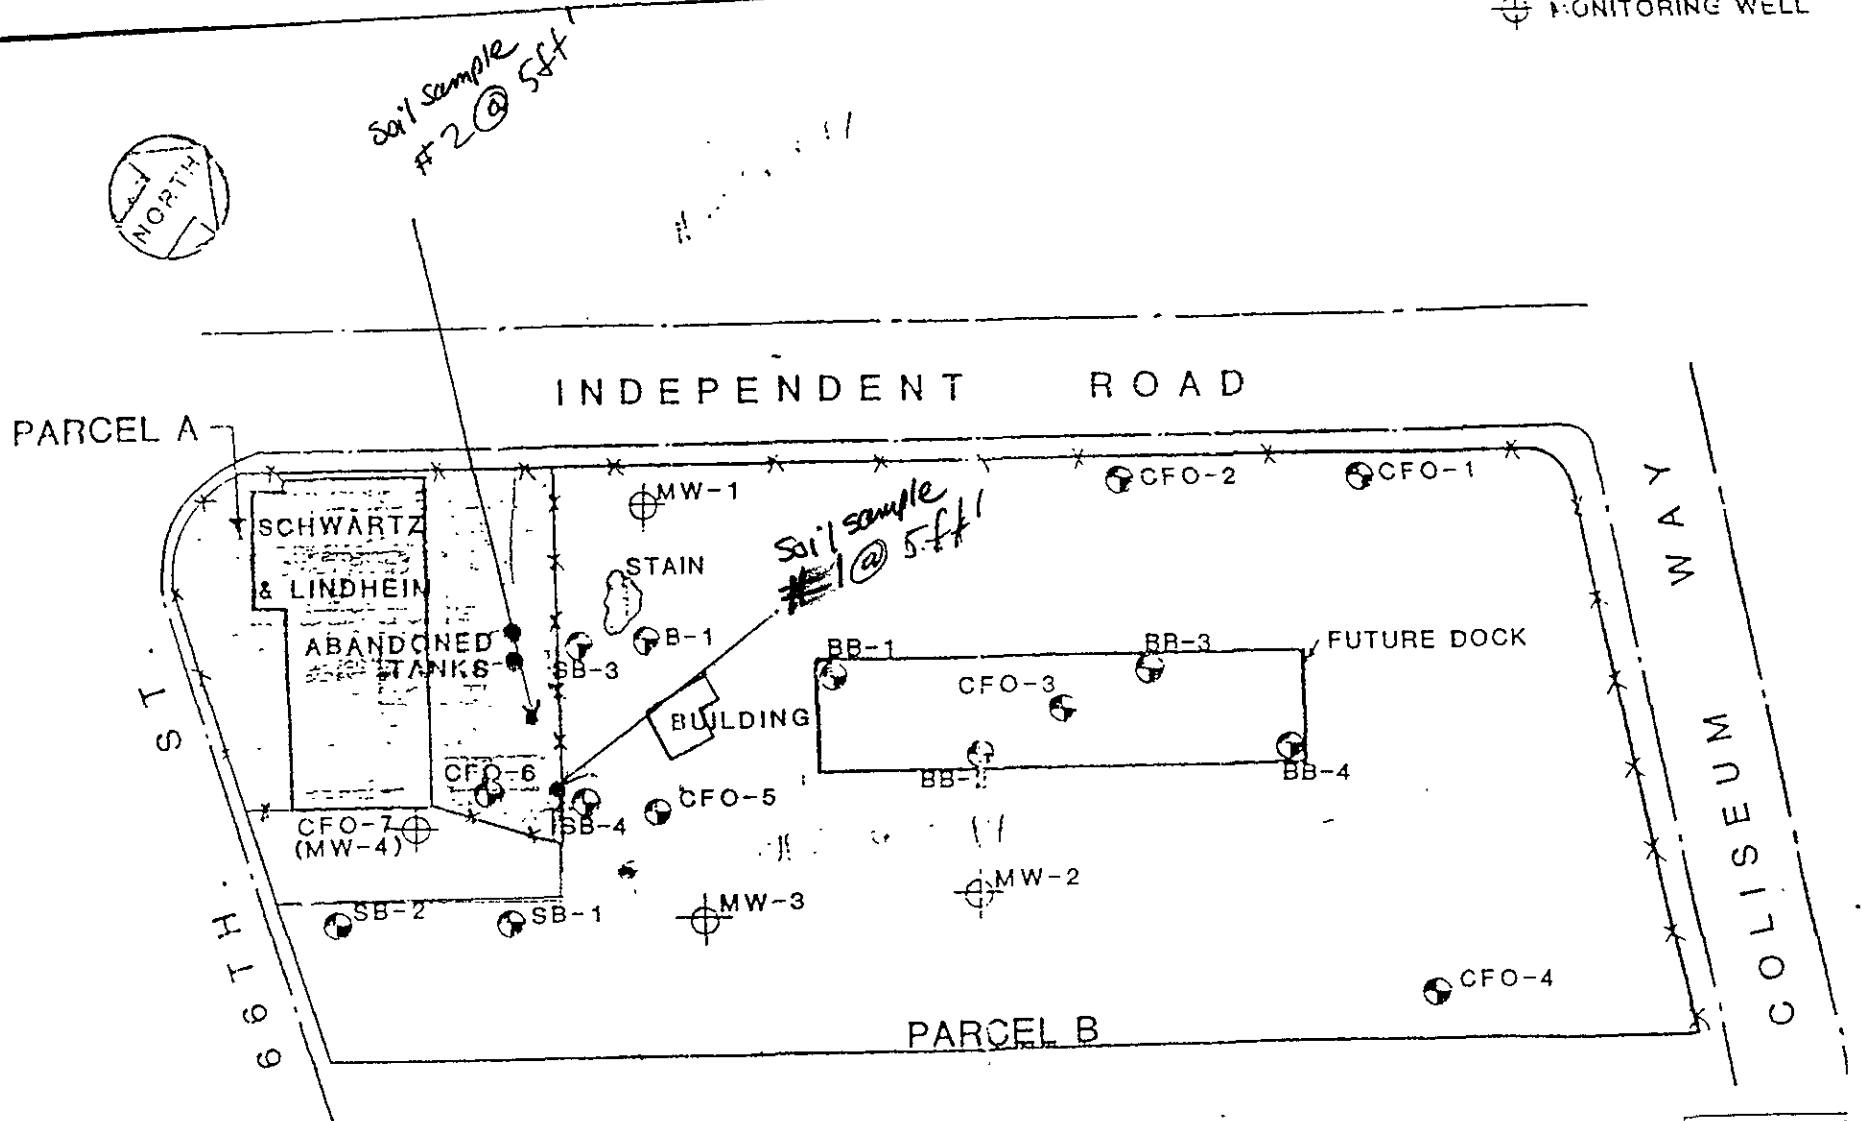 MONITORING WELL
Soil sample
#2 @ 5ft'
NORTH
INDEPENDENT ROAD
PARCEL A
CFO-2
CFO-1
MW-1
SCHWARTZ
& LINDHEIN
Soil sample
#1 @ 5ft'
STAIN
ABANDONED
TANKS
SB-3
B-1
BB-1
BB-3
FUTURE DOCK
CFO-3
BUILDING
CFO-6
BB-4
CFO-5
SB-4
CFO-7
(MW-4)
MW-2
MW-3
SB-2
SB-1
CFO-4
PARCEL B
66TH ST.
COLISEUM WAY